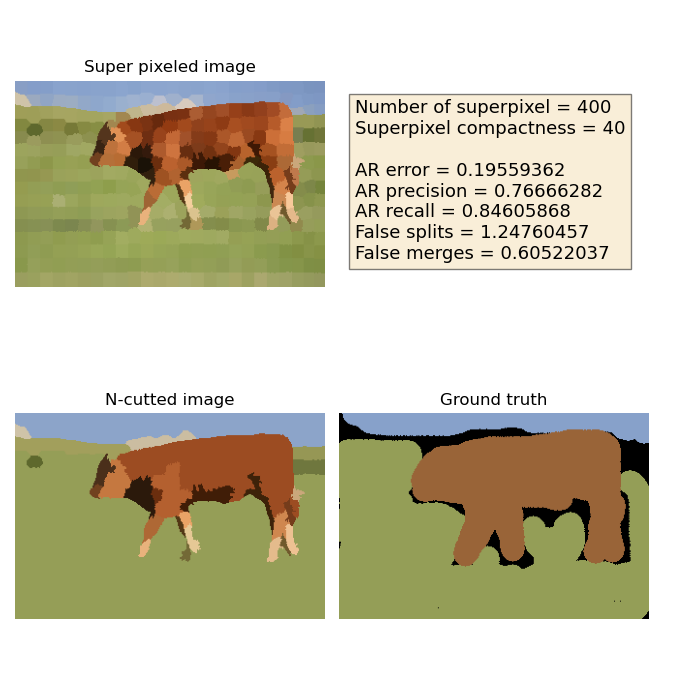 Super pixeled image
Number of superpixel = 400
Superpixel compactness = 40
AR error = 0.19559362
AR precision = 0.76666282
AR recall = 0.84605868
False splits = 1.24760457
False merges = 0.60522037
N-cutted image
Ground truth